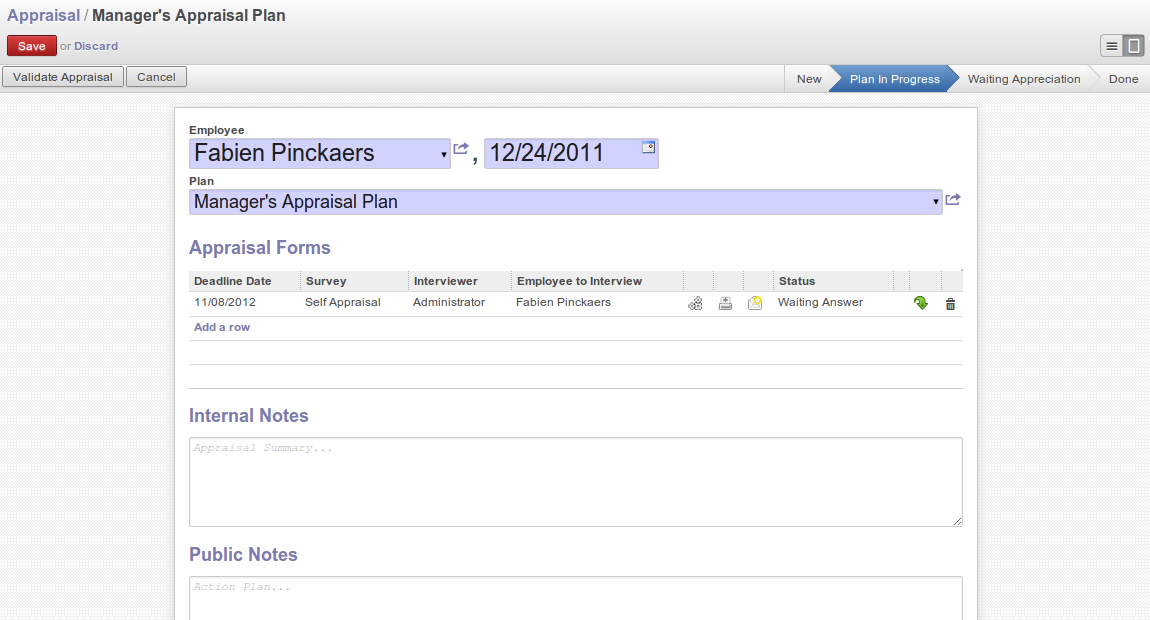 Appraisal / Manager's Appraisal Plan
Save or Discard
Validate Appraisal Cancel New Plan In Progress Waiting Appreciation Done
Employee
Fabien Pinckaers , 12/24/2011
Plan
Manager's Appraisal Plan
Appraisal Forms
Deadline Date Survey Interviewer Employee to Interview Status
11/08/2012 Self Appraisal Administrator Fabien Pinckaers Waiting Answer
Add a row
Internal Notes
Appraisal Summary...
Public Notes
Action Plan...